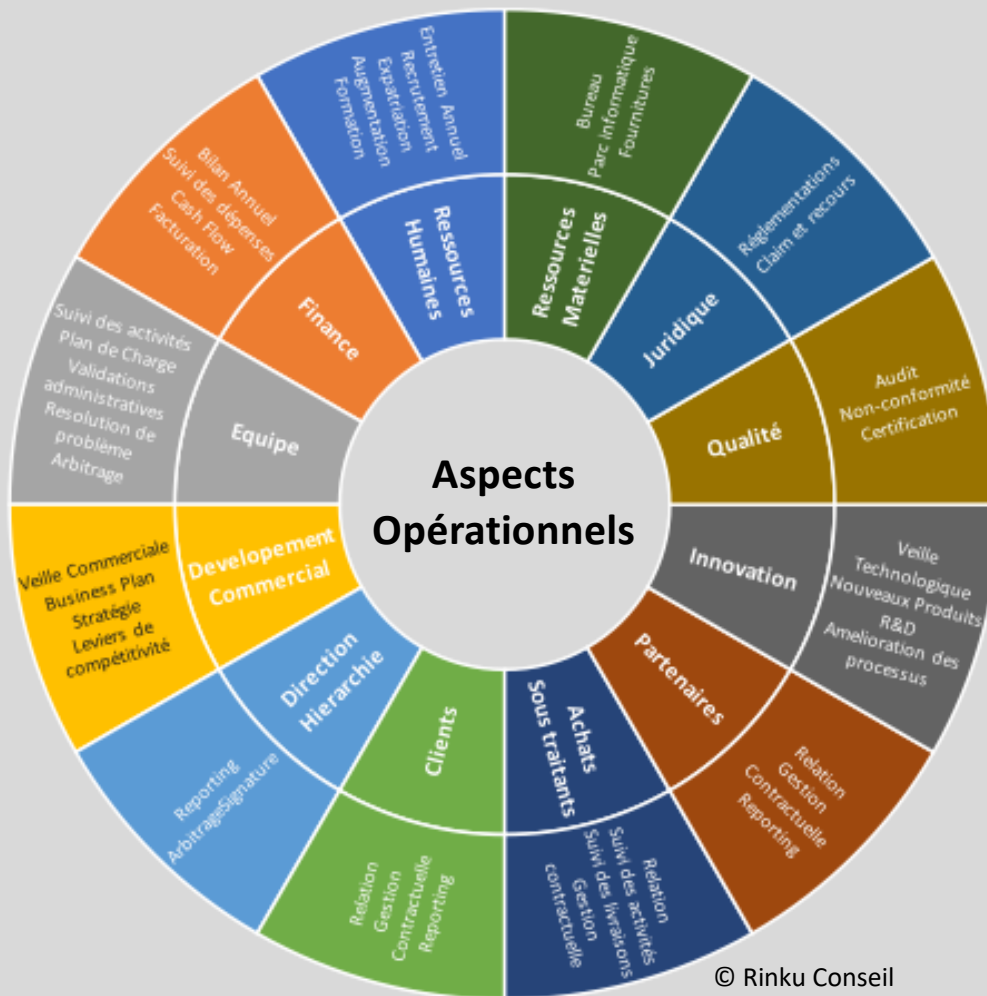 Aspects
Opérationnels
Ressources
Materielles
Bureau
Parc Informatique
Fournitures
Juridique
Réglementations
Claim et recours
Qualité
Audit
Non-conformité
Certification
Innovation
Veille
Technologique
Nouveaux Produits
R&D
Amelioration des
processus
Partenaires
Relation
Gestion
Contractuelle
Reporting
Achats
Sous traitants
Relation
Suivi des activités
Suivi des livraisons
Gestion
contractuelle
Clients
Relation
Gestion
Contractuelle
Reporting
Direction
Hierarchie
Reporting
ArbitrageSignature
Developement
Commercial
Veille Commerciale
Business Plan
Stratégie
Leviers de
compétitivité
Equipe
Suivi des activités
Plan de Charge
Validations
administratives
Resolution de
problème
Arbitrage
Finance
Bilan Annuel
Suivi des dépenses
Cash Flow
Facturation
Ressources
Humaines
Entretien Annuel
Recrutement
Expatriation
Augmentation
Formation
© Rinku Conseil